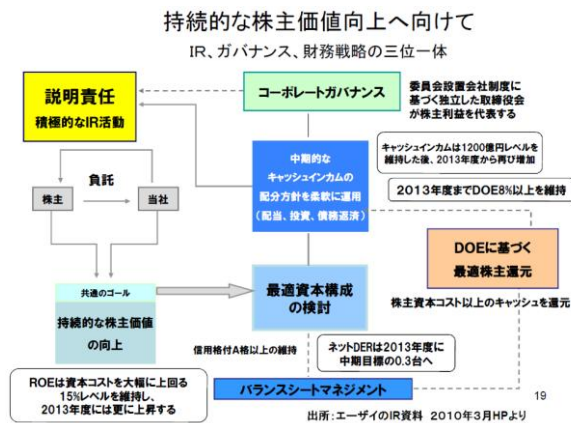 持続的な株主価値向上へ向けて
IR、ガバナンス、財務戦略の三位一体
説明責任
積極的なIR活動
コーポレートガバナンス
委員会設置会社制度に
基づく独立した取締役会
が株主利益を代表する
中期的な
キャッシュインカムの
配分方針を柔軟に運用
(配当、投資、債務返済)
キャッシュインカムは1200億円レベルを
維持した後、2013年度から再び増加
2013年度までDOE8%以上を維持
負託
株主
当社
DOEに基づく
最適株主還元
株主資本コスト以上のキャッシュを還元
共通のゴール
持続的な株主価値
の向上
最適資本構成
の検討
信用格付A格以上の維持
ネットDERは2013年度に
中期目標の0.3台へ
ROEは資本コストを大幅に上回る
15%レベルを維持し、
2013年度には更に上昇する
バランスシートマネジメント
19
出所:エーザイのIR資料 2010年3月HPより